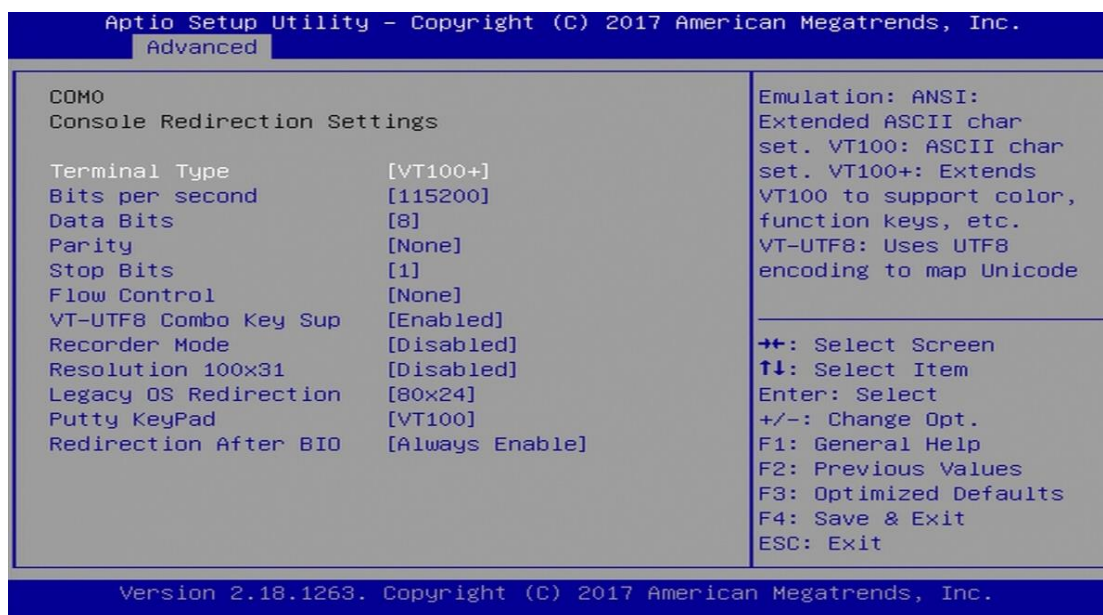 Aptio Setup Utility – Copyright (C) 2017 American Megatrends, Inc.
Advanced
COM0
Console Redirection Settings
Terminal Type [VT100+]
Bits per second [115200]
Data Bits [8]
Parity [None]
Stop Bits [1]
Flow Control [None]
VT-UTF8 Combo Key Sup [Enabled]
Recorder Mode [Disabled]
Resolution 100x31 [Disabled]
Legacy OS Redirection [80x24]
Putty KeyPad [VT100]
Redirection After BIO [Always Enable]
Emulation: ANSI:
Extended ASCII char
set. VT100: ASCII char
set. VT100+: Extends
VT100 to support color,
function keys, etc.
VT-UTF8: Uses UTF8
encoding to map Unicode
→←: Select Screen
↑↓: Select Item
Enter: Select
+/-: Change Opt.
F1: General Help
F2: Previous Values
F3: Optimized Defaults
F4: Save & Exit
ESC: Exit
Version 2.18.1263. Copyright (C) 2017 American Megatrends, Inc.